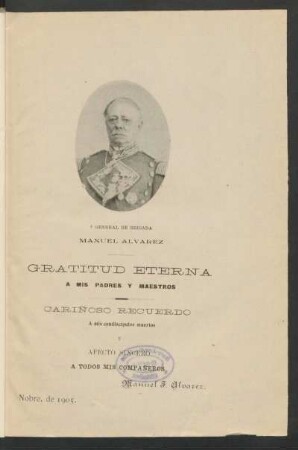 GENERAL DE BRIGADA
MANUEL ALVAREZ
GRATITUD ETERNA
A MIS PADRES Y MAESTROS
CARIÑOSO RECUERDO
A mis condiscípulos muertos
Y
AFECTO SINCERO
A TODOS MIS COMPAÑEROS.
Manuel F. Alvarez.
Nobre, de 1901.